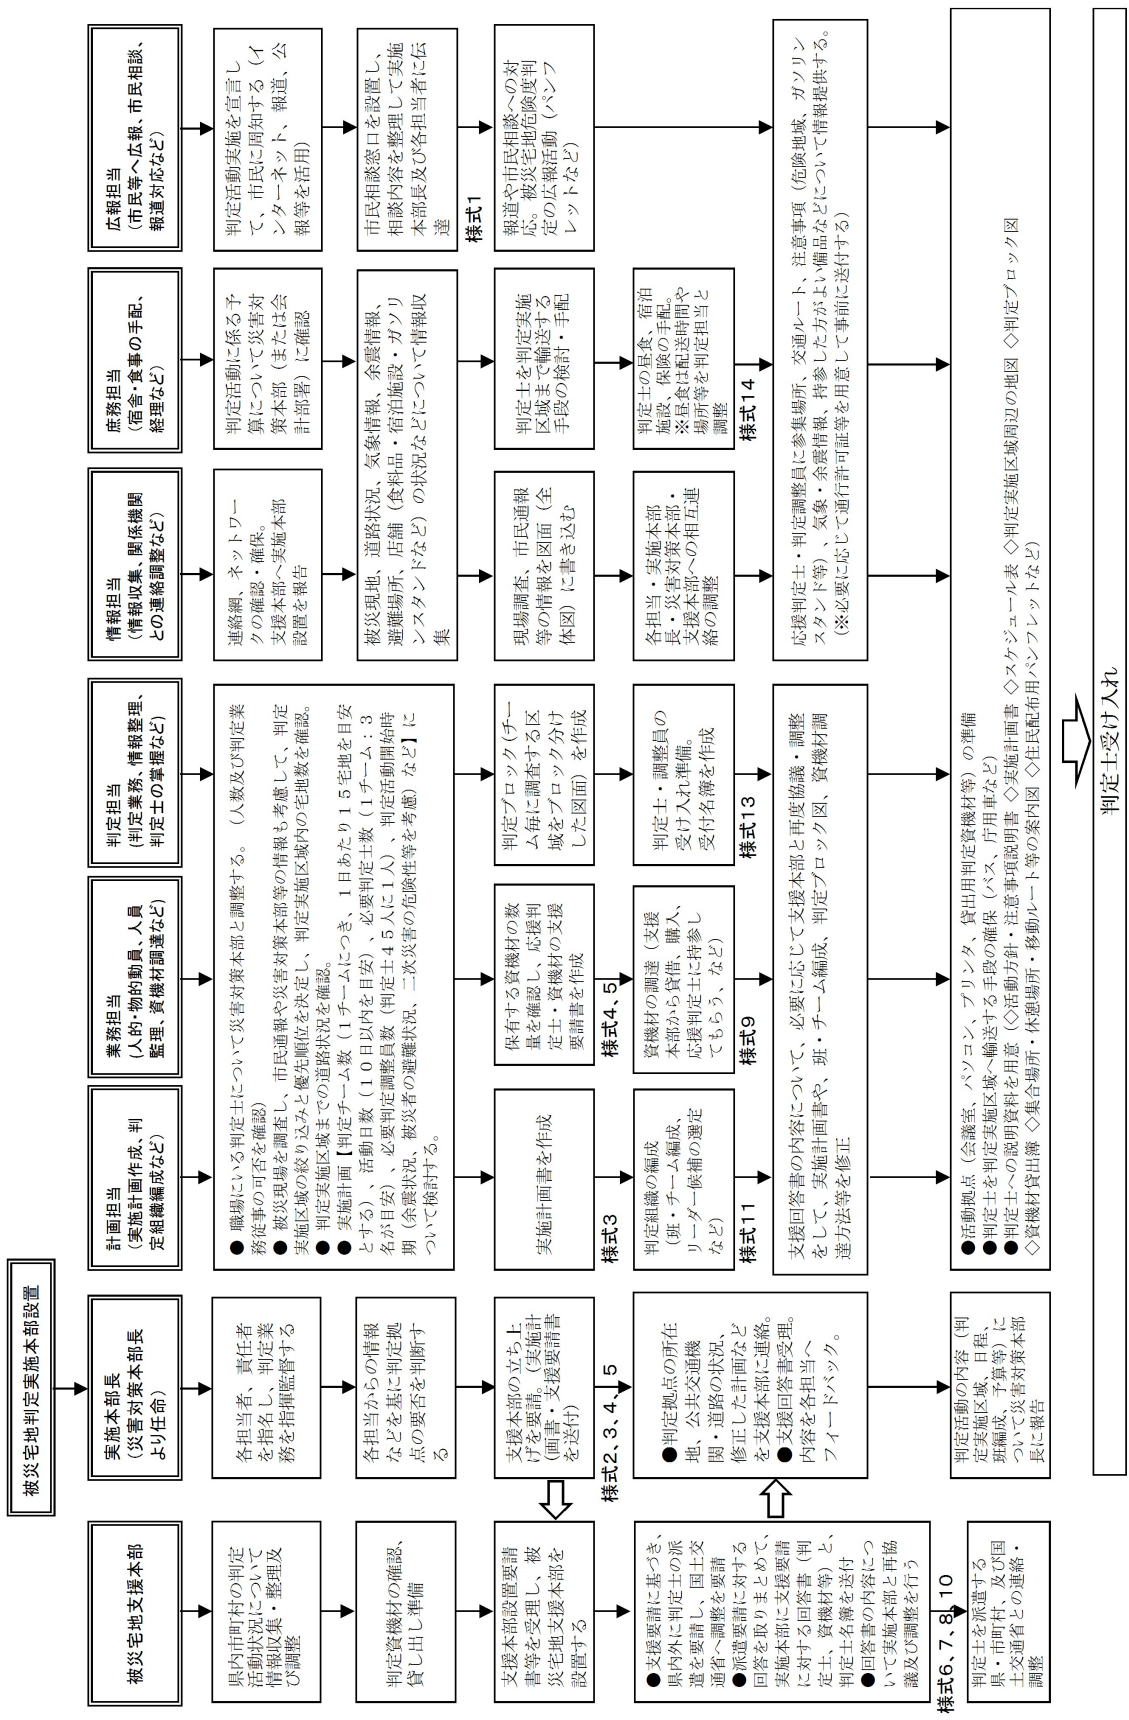 被災宅地判定実施本部設置
被災宅地支援本部
県内市町村の判定
活動状況について
情報収集・整理及
び調整
判定資機材の確認、
貸し出し準備
支援本部設置要請
書等を受理し、被
災宅地支援本部を
設置する
●支援要請に基づき、
県内外に判定士の派
遣を要請し、国土交
通省へ調整を要請
●派遣要請に対する
回答を取りまとめて、
実施本部に支援要請
に対する回答書（判
定士、資機材等）と、
判定士名簿を送付
●回答書の内容につ
いて実施本部と再協
議及び調整を行う
様式6、7、8、10
判定士を派遣する
県・市町村、及び国
土交通省との連絡・
調整
実施本部長
（災害対策本部長
より任命）
各担当者、責任者
を指名し、判定業
務を指揮監督する
各担当からの情報
などを基に判定拠
点の要否を判断す
る
支援本部の立ち上
げを要請。（実施計
画書・支援要請書
を送付）
様式2、3、4、5
●判定拠点の所在
地、公共交通機
関・道路の状況、
修正した計画など
を支援本部に連絡。
●支援回答書受理。
内容を各担当へ
フィードバック。
判定活動の内容（判
定実施区域、日程、
班編成、予算等）に
ついて災害対策本部
長に報告
計画担当
（実施計画作成、判
定組織編成など）
業務担当
（人的・物的動員、人員
監理、資機材調達など）
判定担当
（判定業務、情報整理、
判定士の掌握など）
● 職場にいる判定士について災害対策本部と調整する。（人数及び判定業
務従事の可否を確認）
● 被災現場を調査し、市民通報や災害対策本部等の情報も考慮して、判定
実施区域の絞り込みと優先順位を決定し、判定実施区域内の宅地数を確認。
● 判定実施区域までの道路状況を確認。
● 実施計画【判定チーム数（１チームにつき、１日あたり１５宅地を目安
とする）、活動日数（１０日以内を目安）、必要判定士数（１チーム：３
名が目安）、必要判定調整員数（判定士４５人に１人）、判定活動開始時
期（余震状況、被災者の避難状況、二次災害の危険性等を考慮）など】に
ついて検討する。
実施計画書を作成
様式3
保有する資機材の数
量を確認し、応援判
定士・資機材の支援
要請書を作成
様式4、5
判定ブロック（チー
ム毎に調査する区
域をブロック分け
した図面）を作成
判定組織の編成
（班・チーム編成、
リーダー候補の選定
など）
様式11
資機材の調達（支援
本部から貸借、購入、
応援判定士に持参し
てもらう、など）
様式9
判定士・調整員の
受け入れ準備。
受付名簿を作成
様式13
支援回答書の内容について、必要に応じて支援本部と再度協議・調整
をして、実施計画書や、班・チーム編成、判定ブロック図、資機材調
達方法等を修正
情報担当
（情報収集、関係機関
との連絡調整など）
連絡網、ネットワー
クの確認・確保。
支援本部へ実施本部
設置を報告
庶務担当
（宿舎・食事の手配、
経理など）
判定活動に係る予
算について災害対
策本部（または会
計部署）に確認
被災現地、道路状況、気象情報、余震情報、
避難場所、店舗（食料品・宿泊施設・ガソリ
ンスタンドなど）の状況などについて情報収
集
現場調査、市民通報
等の情報を図面（全
体図）に書き込む
判定士を判定実施
区域まで輸送する
手段の検討・手配
各担当・実施本部
長・災害対策本部・
支援本部への相互連
絡の調整
判定士の昼食、宿泊
施設、保険の手配。
※昼食は配送時間や
場所等を判定担当と
調整
様式14
広報担当
（市民等へ広報、市民相談、
報道対応など）
判定活動実施を宣言し
て、市民に周知する（イ
ンターネット、報道、公
報等を活用）
市民相談窓口を設置し、
相談内容を整理して実施
本部長及び各担当者に伝
達
様式1
報道や市民相談への対
応。被災宅地危険度判
定の広報活動（パンフ
レットなど）
応援判定士・判定調整員に参集場所、交通ルート、注意事項（危険地域、ガソリン
スタンド等）、気象・余震情報、持参した方がよい備品などについて情報提供する。
（※必要に応じて通行許可証等を用意して事前に送付する）
●活動拠点（会議室、パソコン、プリンタ、貸出用判定資機材等）の準備
●判定士を判定実施区域へ輸送する手段の確保（バス、庁用車など）
●判定士への説明資料を用意（◇活動方針・注意事項説明書 ◇実施計画書 ◇スケジュール表 ◇判定実施区域周辺の地図 ◇判定ブロック図
◇資機材貸出簿 ◇集合場所・休憩場所・移動ルート等の案内図 ◇住民配布用パンフレットなど）
判定士受け入れ